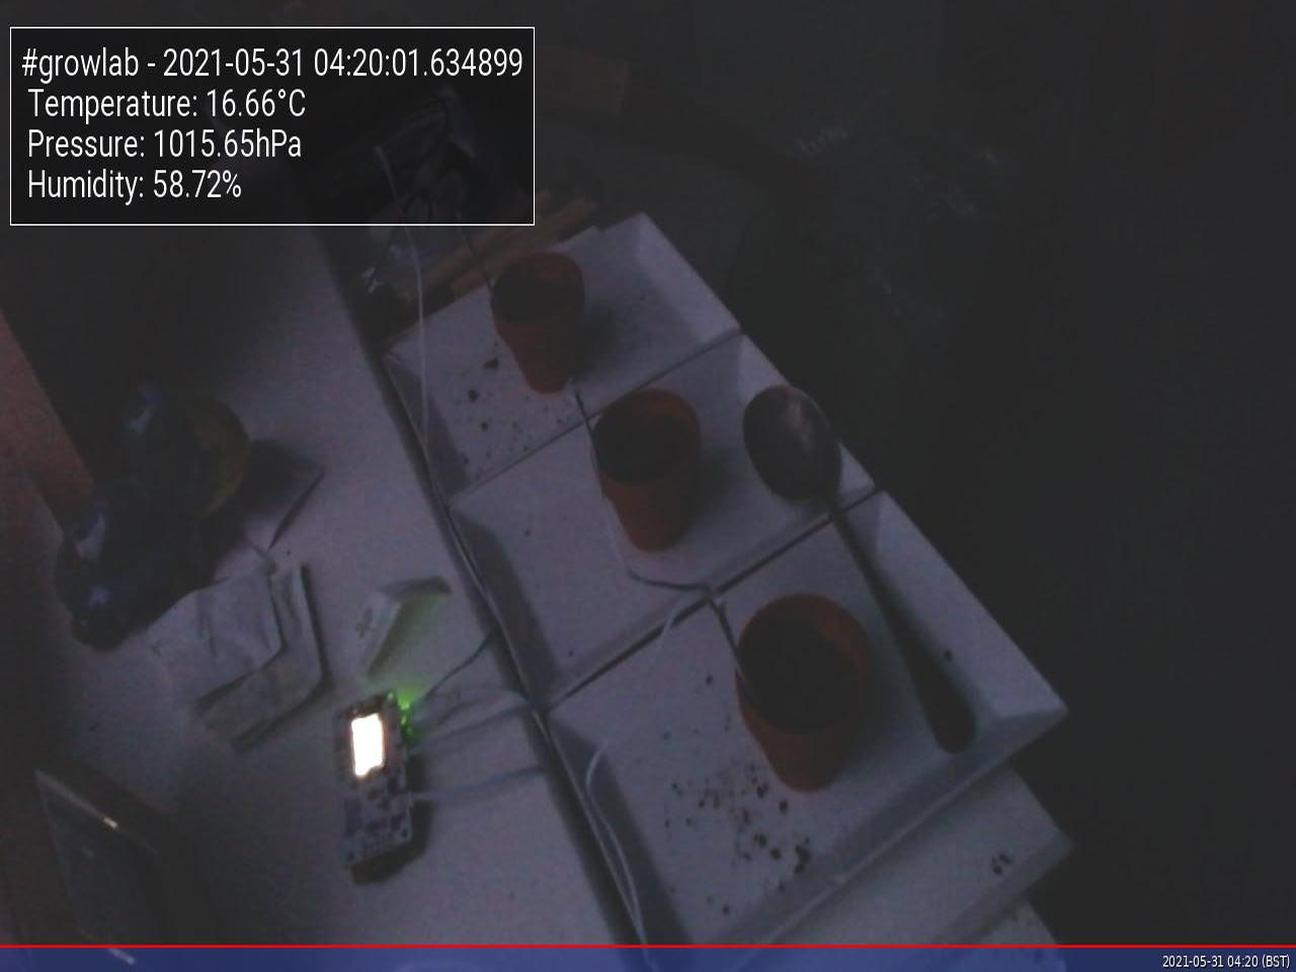 #growlab - 2021-05-31 04:20:01.634899
Temperature: 16.66°C
Pressure: 1015.65hPa
Humidity: 58.72%
2021-05-31 04:20 (BST)